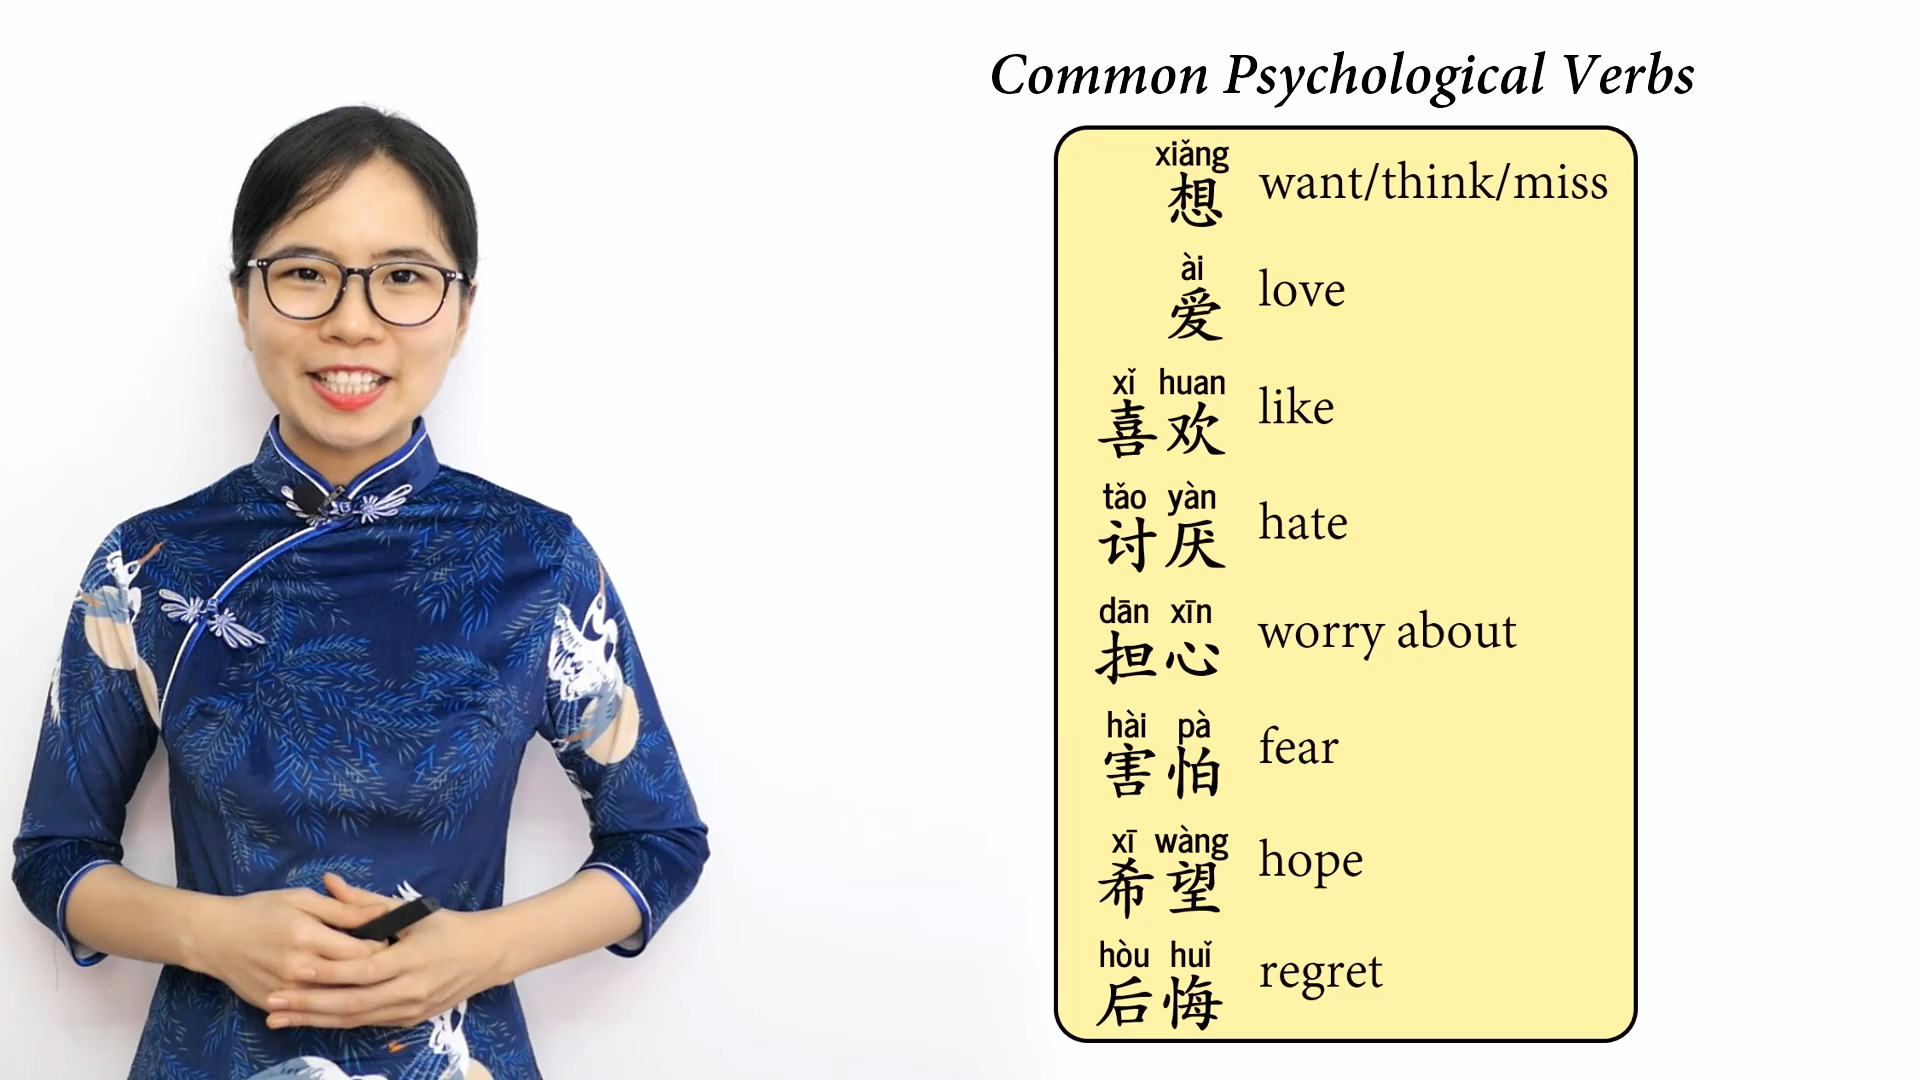 Common Psychological Verbs
xiǎng
想 want/think/miss
ài
爱 love
xǐ huan
喜欢 like
tǎo yàn
讨厌 hate
dān xīn
担心 worry about
hài pà
害怕 fear
xī wàng
希望 hope
hòu huǐ
后悔 regret